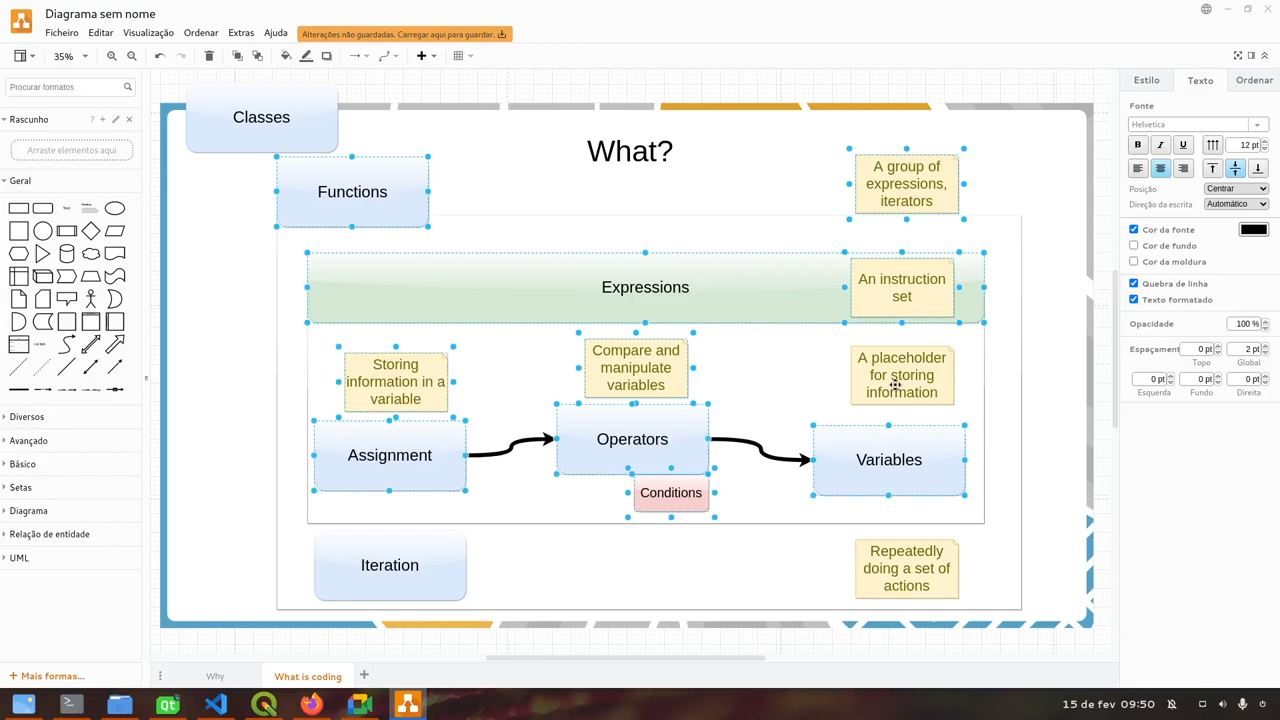 Diagrama sem nome
Ficheiro Editar Visualização Ordenar Extras Ajuda
Alterações não guardadas. Carregar aqui para guardar.
35%
Procurar formatos
Rascunho
Arraste elementos aqui
Geral
Diversos
Avançado
Básico
Setas
Diagrama
Relação de entidade
UML
+ Mais formas...
Classes
Functions
What?
A group of
expressions,
iterators
Expressions
An instruction
set
Storing
information in a
variable
Compare and
manipulate
variables
A placeholder
for storing
information
Assignment
Operators
Variables
Conditions
Iteration
Repeatedly
doing a set of
actions
Why
What is coding
Estilo
Texto
Ordenar
Fonte
Helvetica
B I U
12 pt
Posição
Centrar
Direção da escrita
Automático
Cor da fonte
Cor de fundo
Cor da moldura
Quebra de linha
Texto formatado
Opacidade
100 %
Espaçament
0 pt
2 pt
Topo
Global
0 pt
0 pt
0 pt
Esquerda
Fundo
Direita
15 de fev 09:50